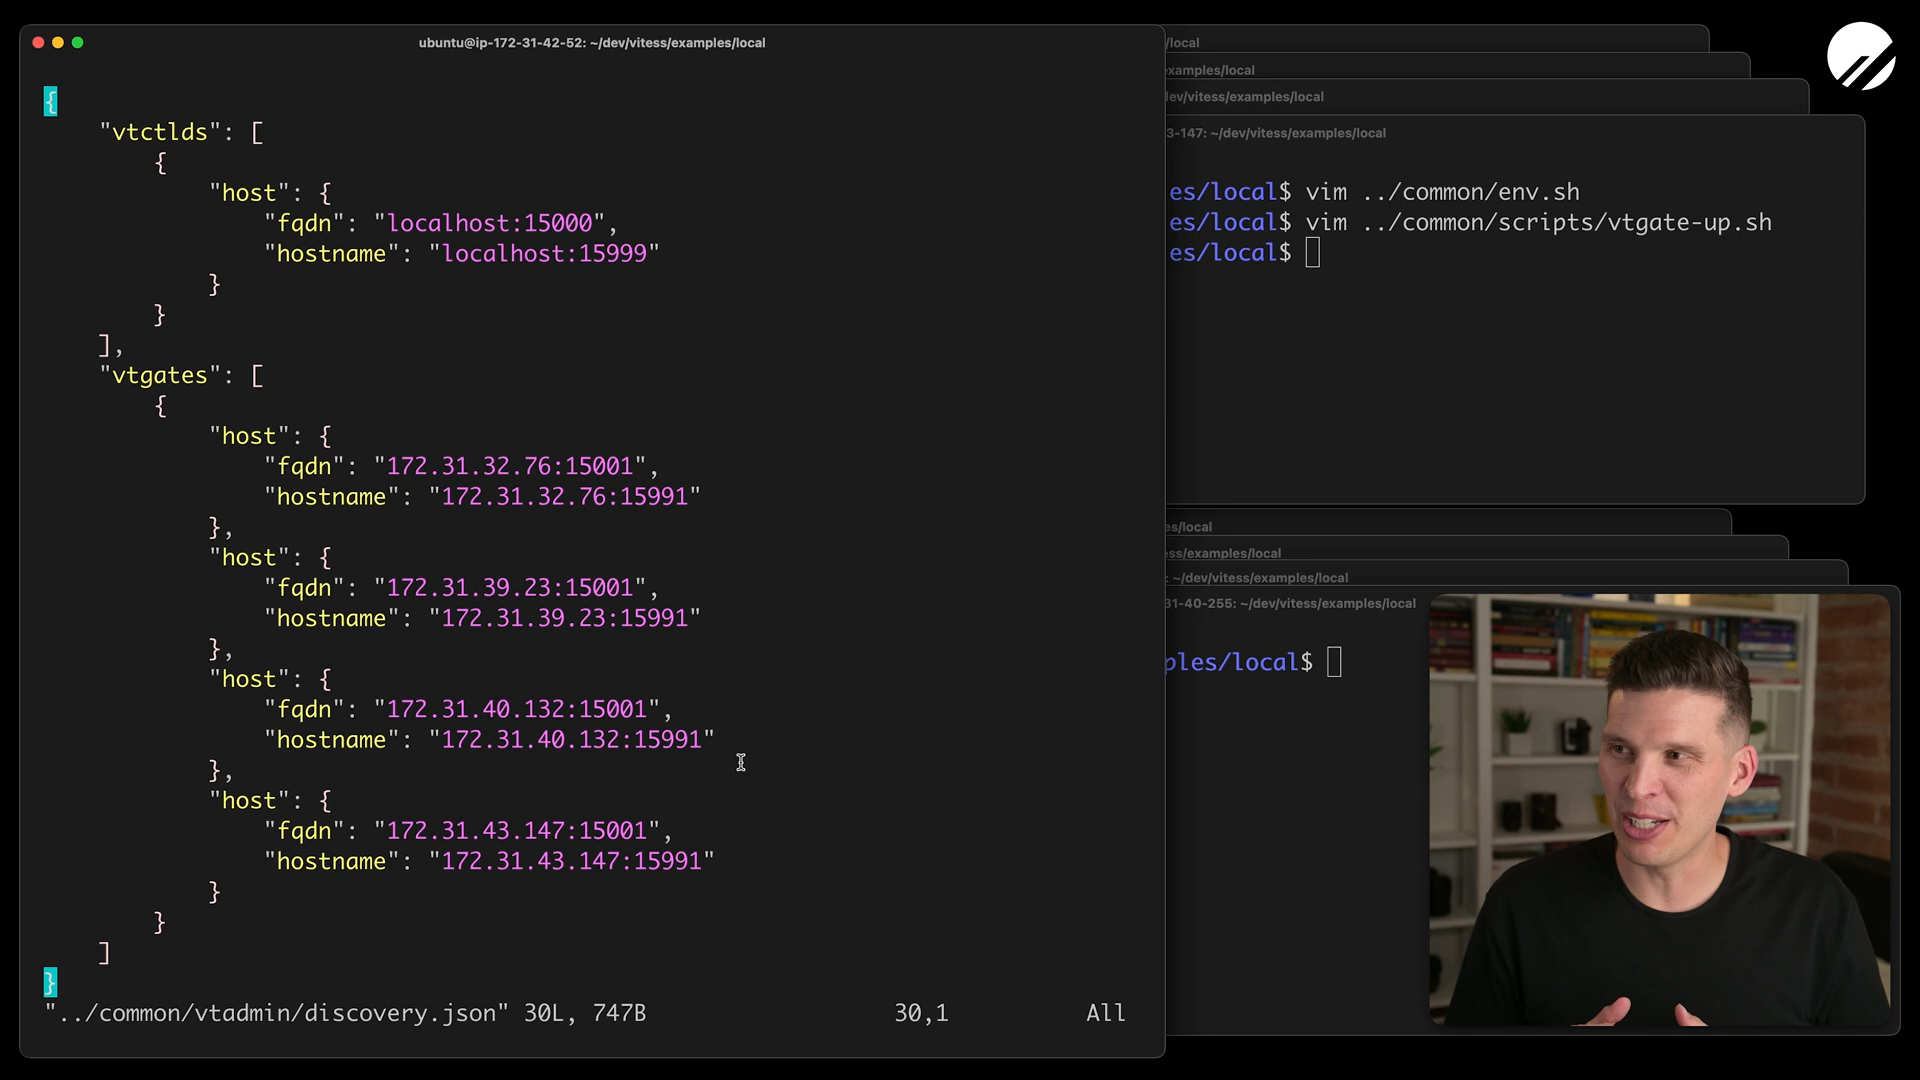 ubuntu@ip-172-31-42-52: ~/dev/vitess/examples/local
{
"vtctlds": [
{
"host": {
"fqdn": "localhost:15000",
"hostname": "localhost:15999"
}
}
],
"vtgates": [
{
"host": {
"fqdn": "172.31.32.76:15001",
"hostname": "172.31.32.76:15991"
},
"host": {
"fqdn": "172.31.39.23:15001",
"hostname": "172.31.39.23:15991"
},
"host": {
"fqdn": "172.31.40.132:15001",
"hostname": "172.31.40.132:15991"
},
"host": {
"fqdn": "172.31.43.147:15001",
"hostname": "172.31.43.147:15991"
}
}
]
}
"../common/vtadmin/discovery.json" 30L, 747B 30,1 All
/local
examples/local
dev/vitess/examples/local
3-147: ~/dev/vitess/examples/local
es/local$ vim ../common/env.sh
es/local$ vim ../common/scripts/vtgate-up.sh
es/local$
es/local
ss/examples/local
: ~/dev/vitess/examples/local
31-40-255: ~/dev/vitess/examples/local
ples/local$